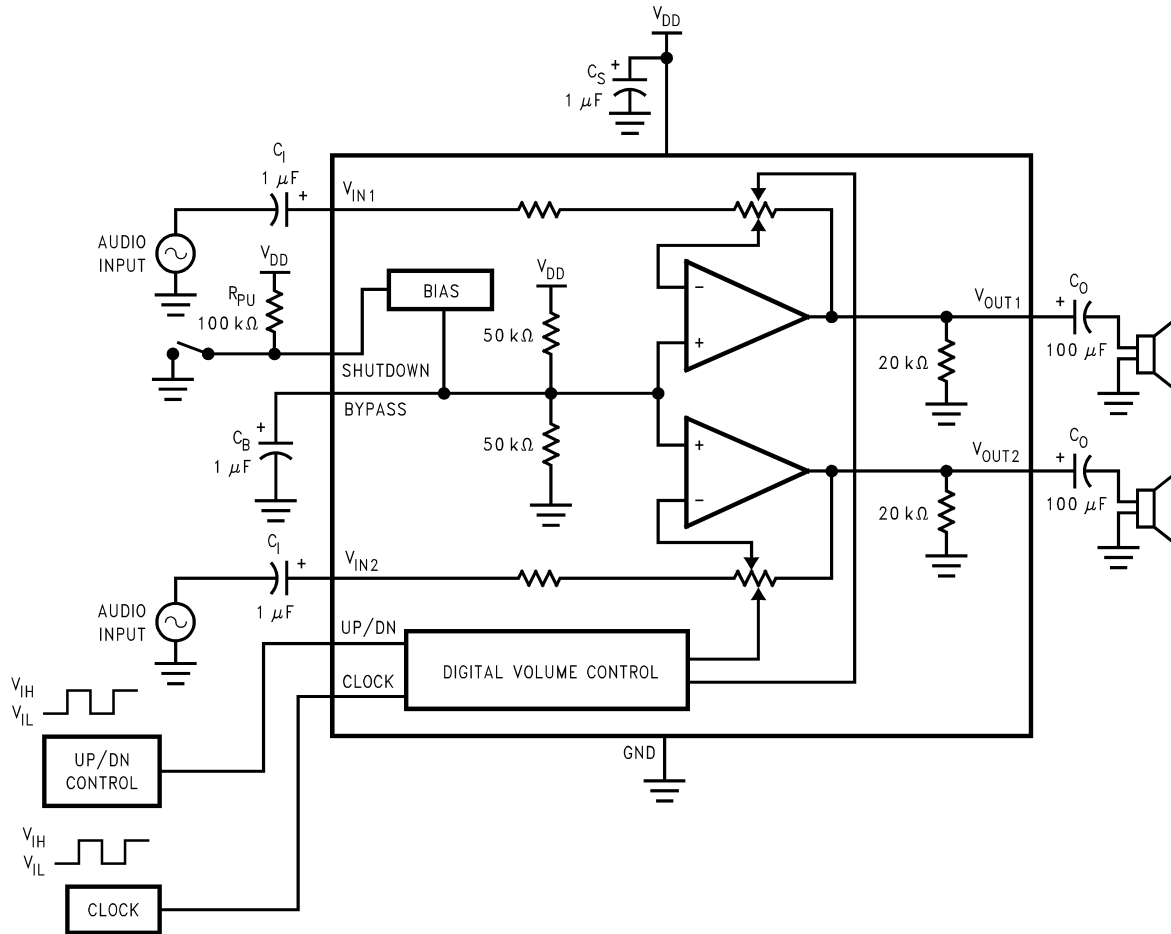 V_DD
C_S
+
1 µF
C_I
1 µF
+
V_IN1
AUDIO
INPUT
V_DD
R_PU
100 kΩ
BIAS
V_DD
50 kΩ
SHUTDOWN
BYPASS
+
C_B
1 µF
50 kΩ
−
+
+
−
V_OUT1
20 kΩ
+
C_O
100 µF
V_OUT2
20 kΩ
+
C_O
100 µF
C_I
+
1 µF
V_IN2
AUDIO
INPUT
UP/DN
CLOCK
DIGITAL VOLUME CONTROL
GND
V_IH
V_IL
UP/DN
CONTROL
V_IH
V_IL
CLOCK